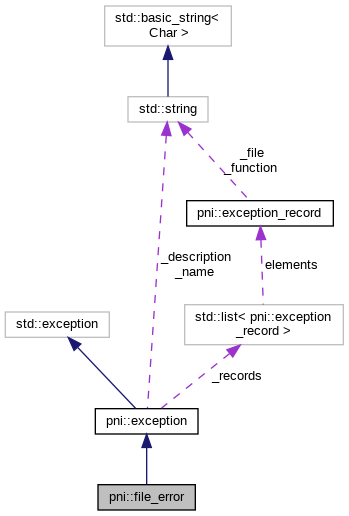 std::basic_string<
Char >
std::string
_file
_function
pni::exception_record
_description
_name
elements
std::exception
std::list< pni::exception
_record >
_records
pni::exception
pni::file_error